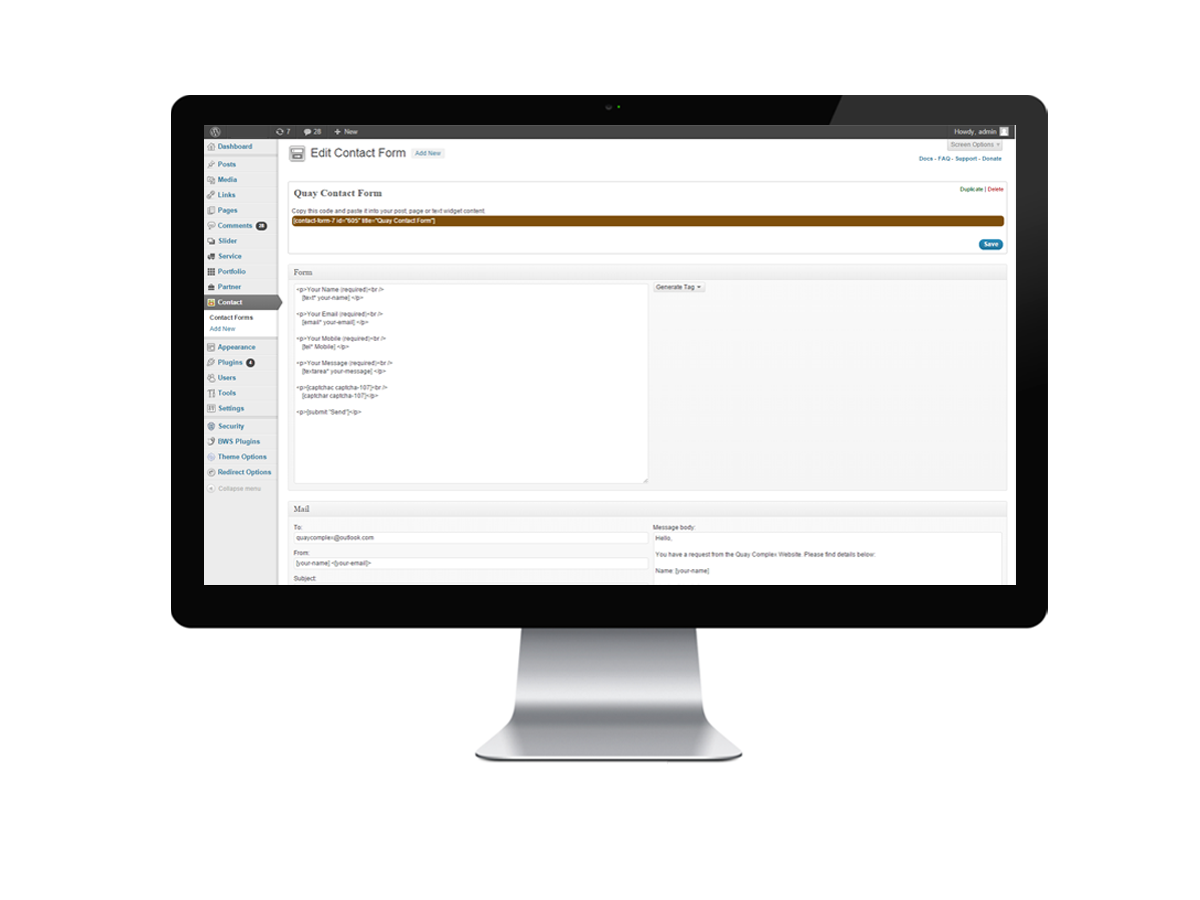 7 28 + New Howdy, admin
Screen Options
Dashboard
Posts
Media
Links
Pages
Comments 28
Slider
Service
Portfolio
Partner
Contact
Contact Forms
Add New
Appearance
Plugins 4
Users
Tools
Settings
Security
BWS Plugins
Theme Options
Redirect Options
Collapse menu
Edit Contact Form Add New
Docs - FAQ - Support - Donate
Quay Contact Form
Duplicate | Delete
Copy this code and paste it into your post, page or text widget content.
[contact-form-7 id="605" title="Quay Contact Form"]
Save
Form
<p>Your Name (required)<br />
[text* your-name] </p>
<p>Your Email (required)<br />
[email* your-email] </p>
<p>Your Mobile (required)<br />
[tel* Mobile] </p>
<p>Your Message (required)<br />
[textarea* your-message] </p>
<p>[captchac captcha-107]<br />
[captchar captcha-107]</p>
<p>[submit "Send"]</p>
Generate Tag
Mail
To:
quaycomplex@outlook.com
From:
[your-name] <[your-email]>
Subject:
Message body:
Hello,
You have a request from the Quay Complex Website. Please find details below:
Name: [your-name]